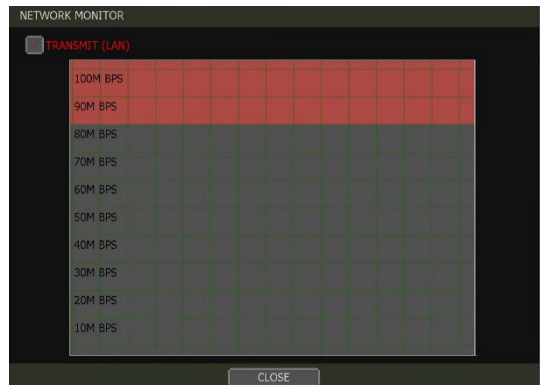 NETWORK MONITOR
TRANSMIT (LAN)
100M BPS
90M BPS
80M BPS
70M BPS
60M BPS
50M BPS
40M BPS
30M BPS
20M BPS
10M BPS
CLOSE